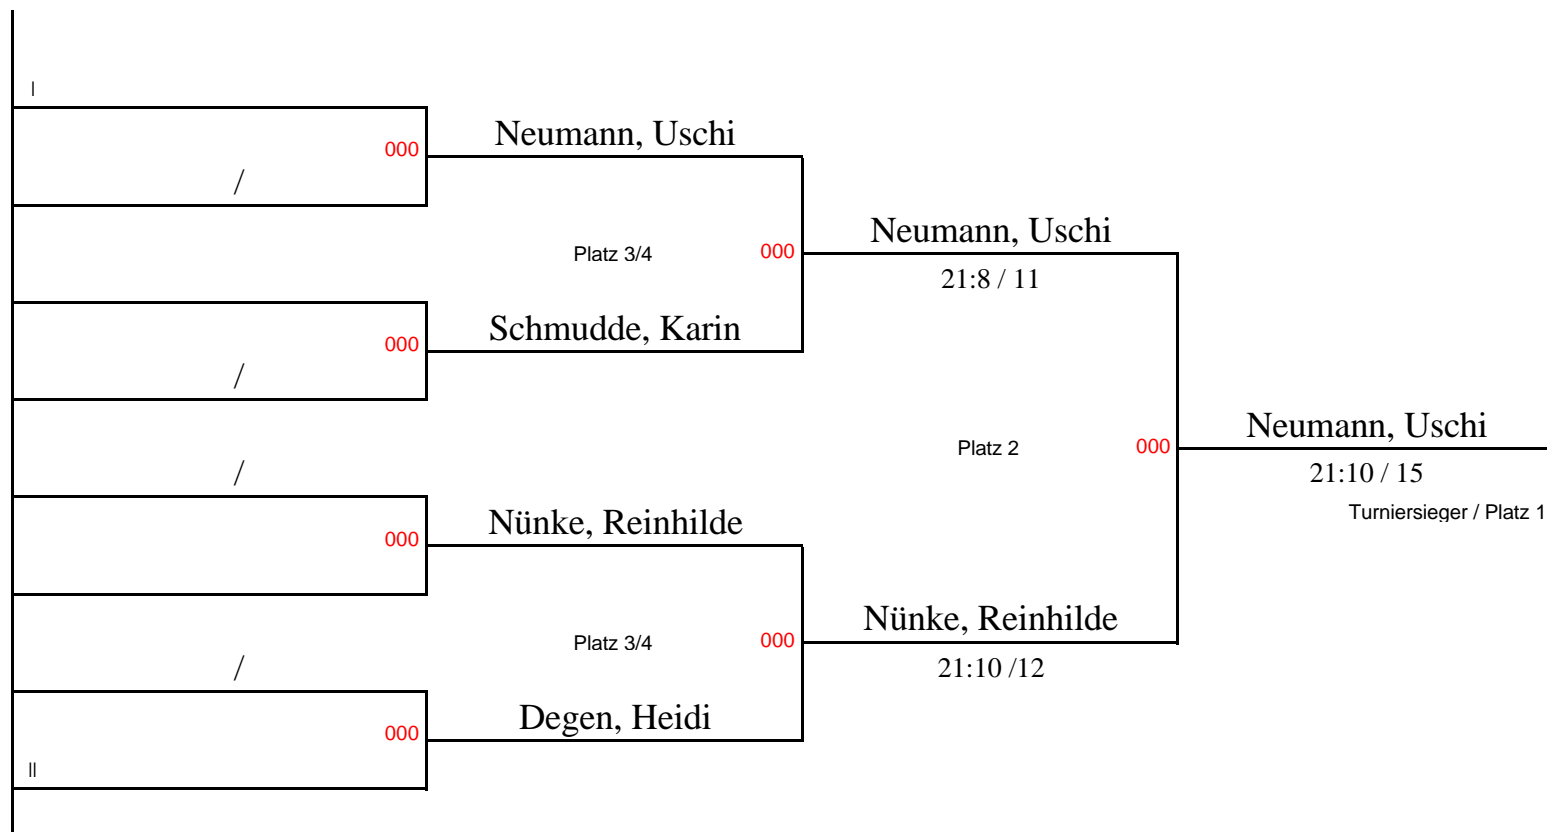 I
000
Neumann, Uschi
/
Platz 3/4
000
Neumann, Uschi
21:8 / 11
000
Schmudde, Karin
/
Platz 2
000
Neumann, Uschi
21:10 / 15
Turniersieger / Platz 1
/
000
Nünke, Reinhilde
Platz 3/4
000
Nünke, Reinhilde
21:10 /12
/
000
Degen, Heidi
II